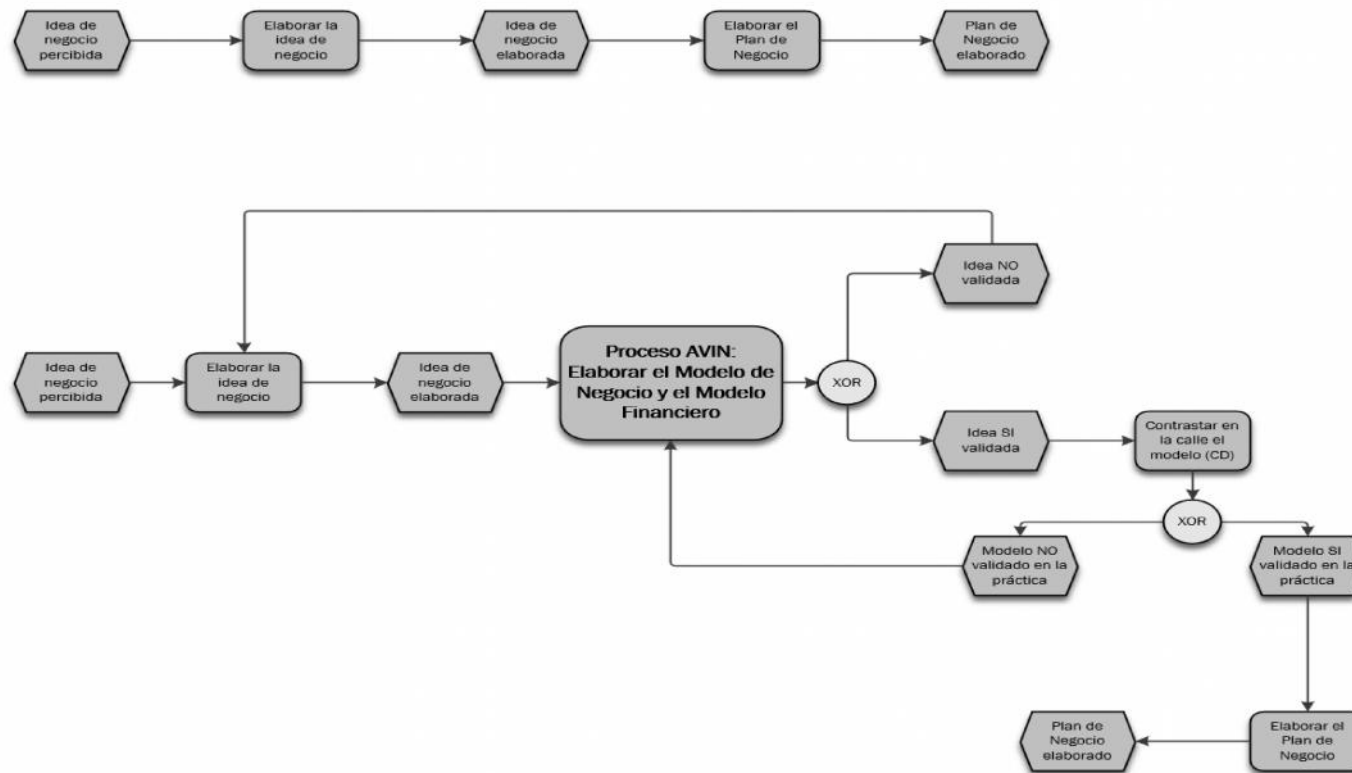 Idea de
negocio
percibida
Elaborar la
idea de
negocio
Idea de
negocio
elaborada
Elaborar el
Plan de
Negocio
Plan de
Negocio
elaborado
Idea NO
validada
Idea de
negocio
percibida
Elaborar la
idea de
negocio
Idea de
negocio
elaborada
Proceso AVIN:
Elaborar el Modelo de
Negocio y el Modelo
Financiero
XOR
Idea SI
validada
Contrastar en
la calle el
modelo (CD)
XOR
Modelo NO
validado en la
práctica
Modelo SI
validado en la
práctica
Plan de
Negocio
elaborado
Elaborar el
Plan de
Negocio